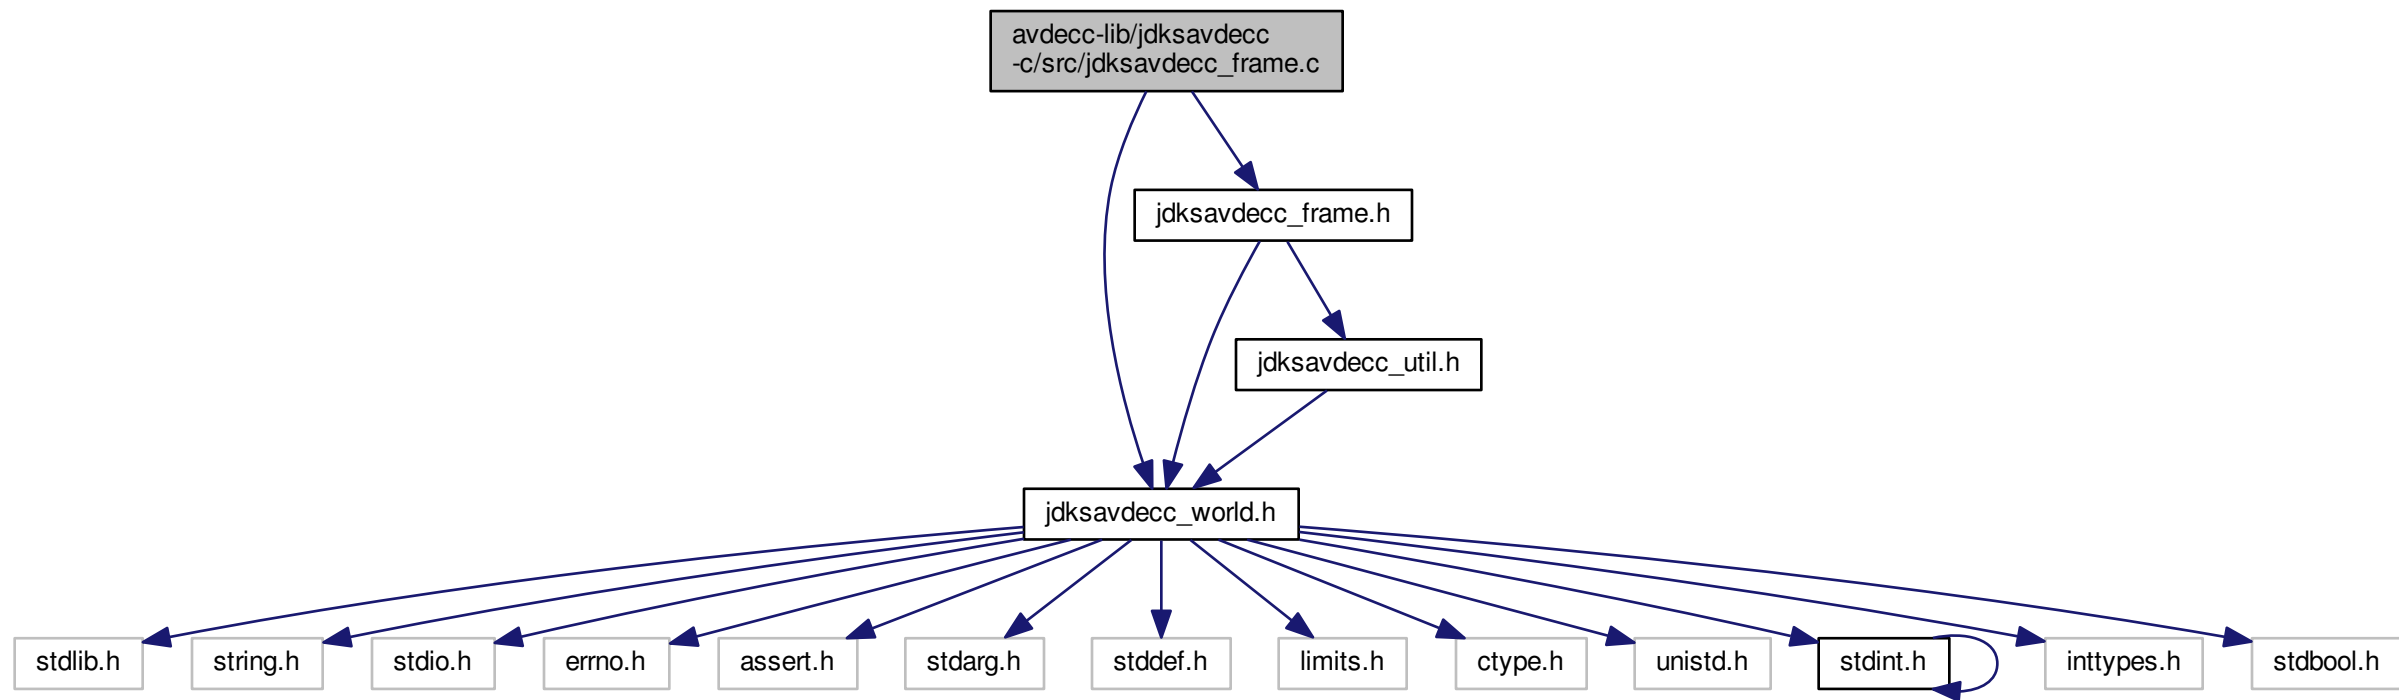 avdecc-lib/jdksavdecc
-c/src/jdksavdecc_frame.c
jdksavdecc_frame.h
jdksavdecc_util.h
jdksavdecc_world.h
stdlib.h
string.h
stdio.h
errno.h
assert.h
stdarg.h
stddef.h
limits.h
ctype.h
unistd.h
stdint.h
inttypes.h
stdbool.h